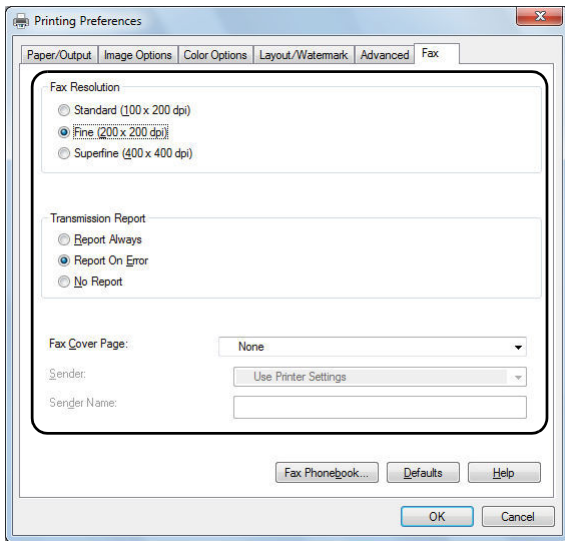 Printing Preferences
Paper/Output Image Options Color Options Layout/Watermark Advanced Fax
Fax Resolution
Standard (100 x 200 dpi)
Fine (200 x 200 dpi)
Superfine (400 x 400 dpi)
Transmission Report
Report Always
Report On Error
No Report
Fax Cover Page: None
Sender: Use Printer Settings
Sender Name:
Fax Phonebook... Defaults Help
OK Cancel